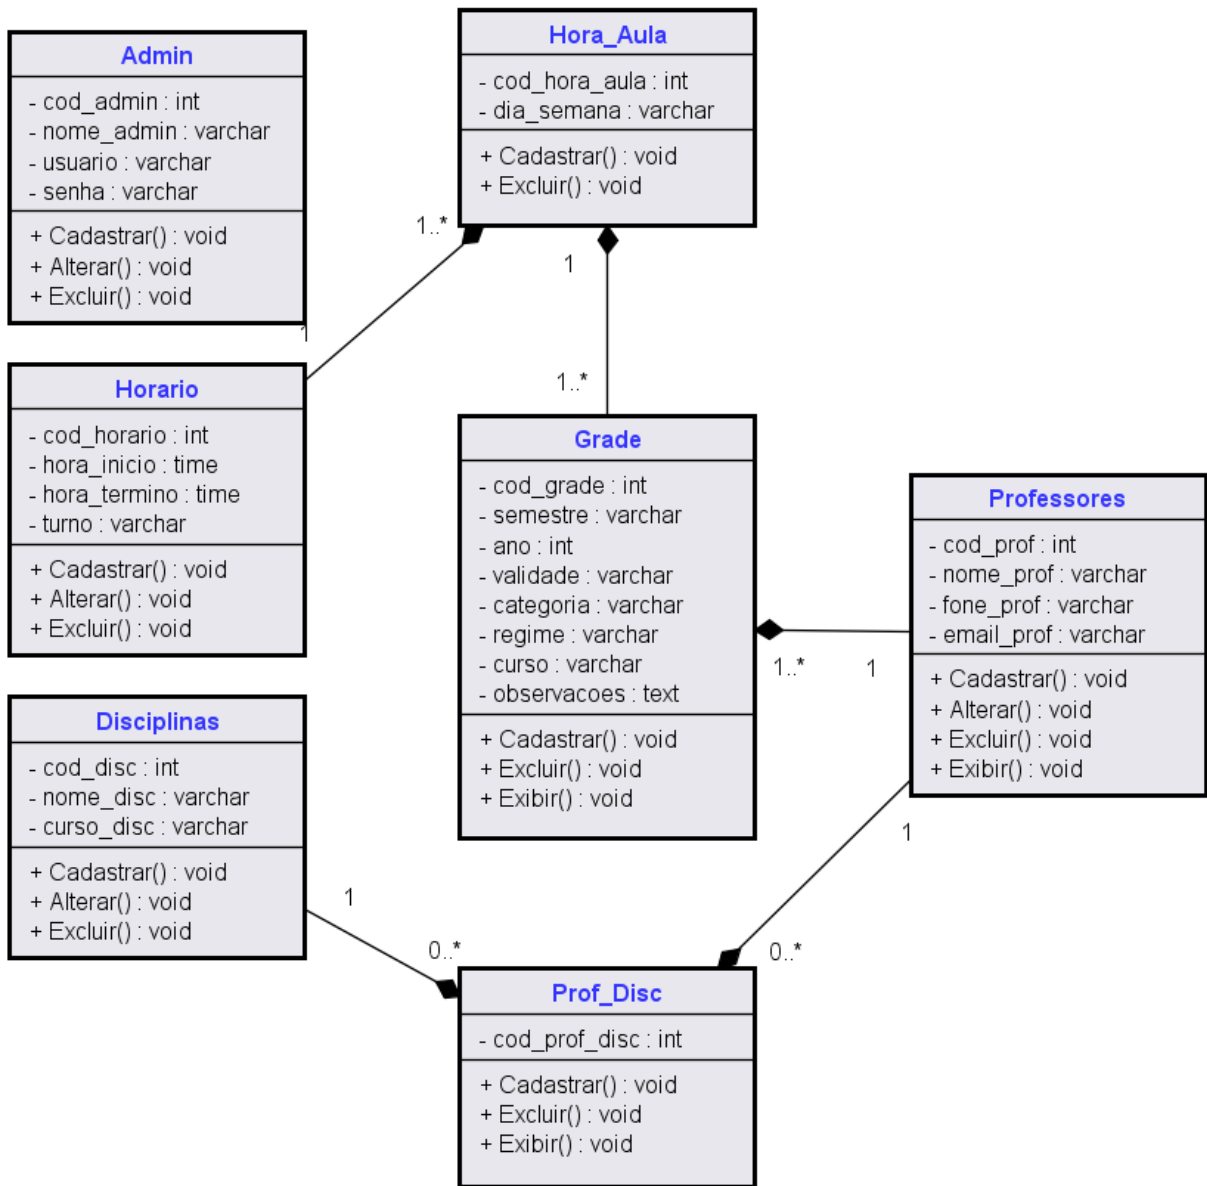 Admin
- cod_admin : int
- nome_admin : varchar
- usuario : varchar
- senha : varchar
+ Cadastrar() : void
+ Alterar() : void
+ Excluir() : void
Hora_Aula
- cod_hora_aula : int
- dia_semana : varchar
+ Cadastrar() : void
+ Excluir() : void
1..*
1
1
1..*
Horario
- cod_horario : int
- hora_inicio : time
- hora_termino : time
- turno : varchar
+ Cadastrar() : void
+ Alterar() : void
+ Excluir() : void
Grade
- cod_grade : int
- semestre : varchar
- ano : int
- validade : varchar
- categoria : varchar
- regime : varchar
- curso : varchar
- observacoes : text
+ Cadastrar() : void
+ Excluir() : void
+ Exibir() : void
1..*
1
Professores
- cod_prof : int
- nome_prof : varchar
- fone_prof : varchar
- email_prof : varchar
+ Cadastrar() : void
+ Alterar() : void
+ Excluir() : void
+ Exibir() : void
Disciplinas
- cod_disc : int
- nome_disc : varchar
- curso_disc : varchar
+ Cadastrar() : void
+ Alterar() : void
+ Excluir() : void
1
0..*
1
0..*
Prof_Disc
- cod_prof_disc : int
+ Cadastrar() : void
+ Excluir() : void
+ Exibir() : void